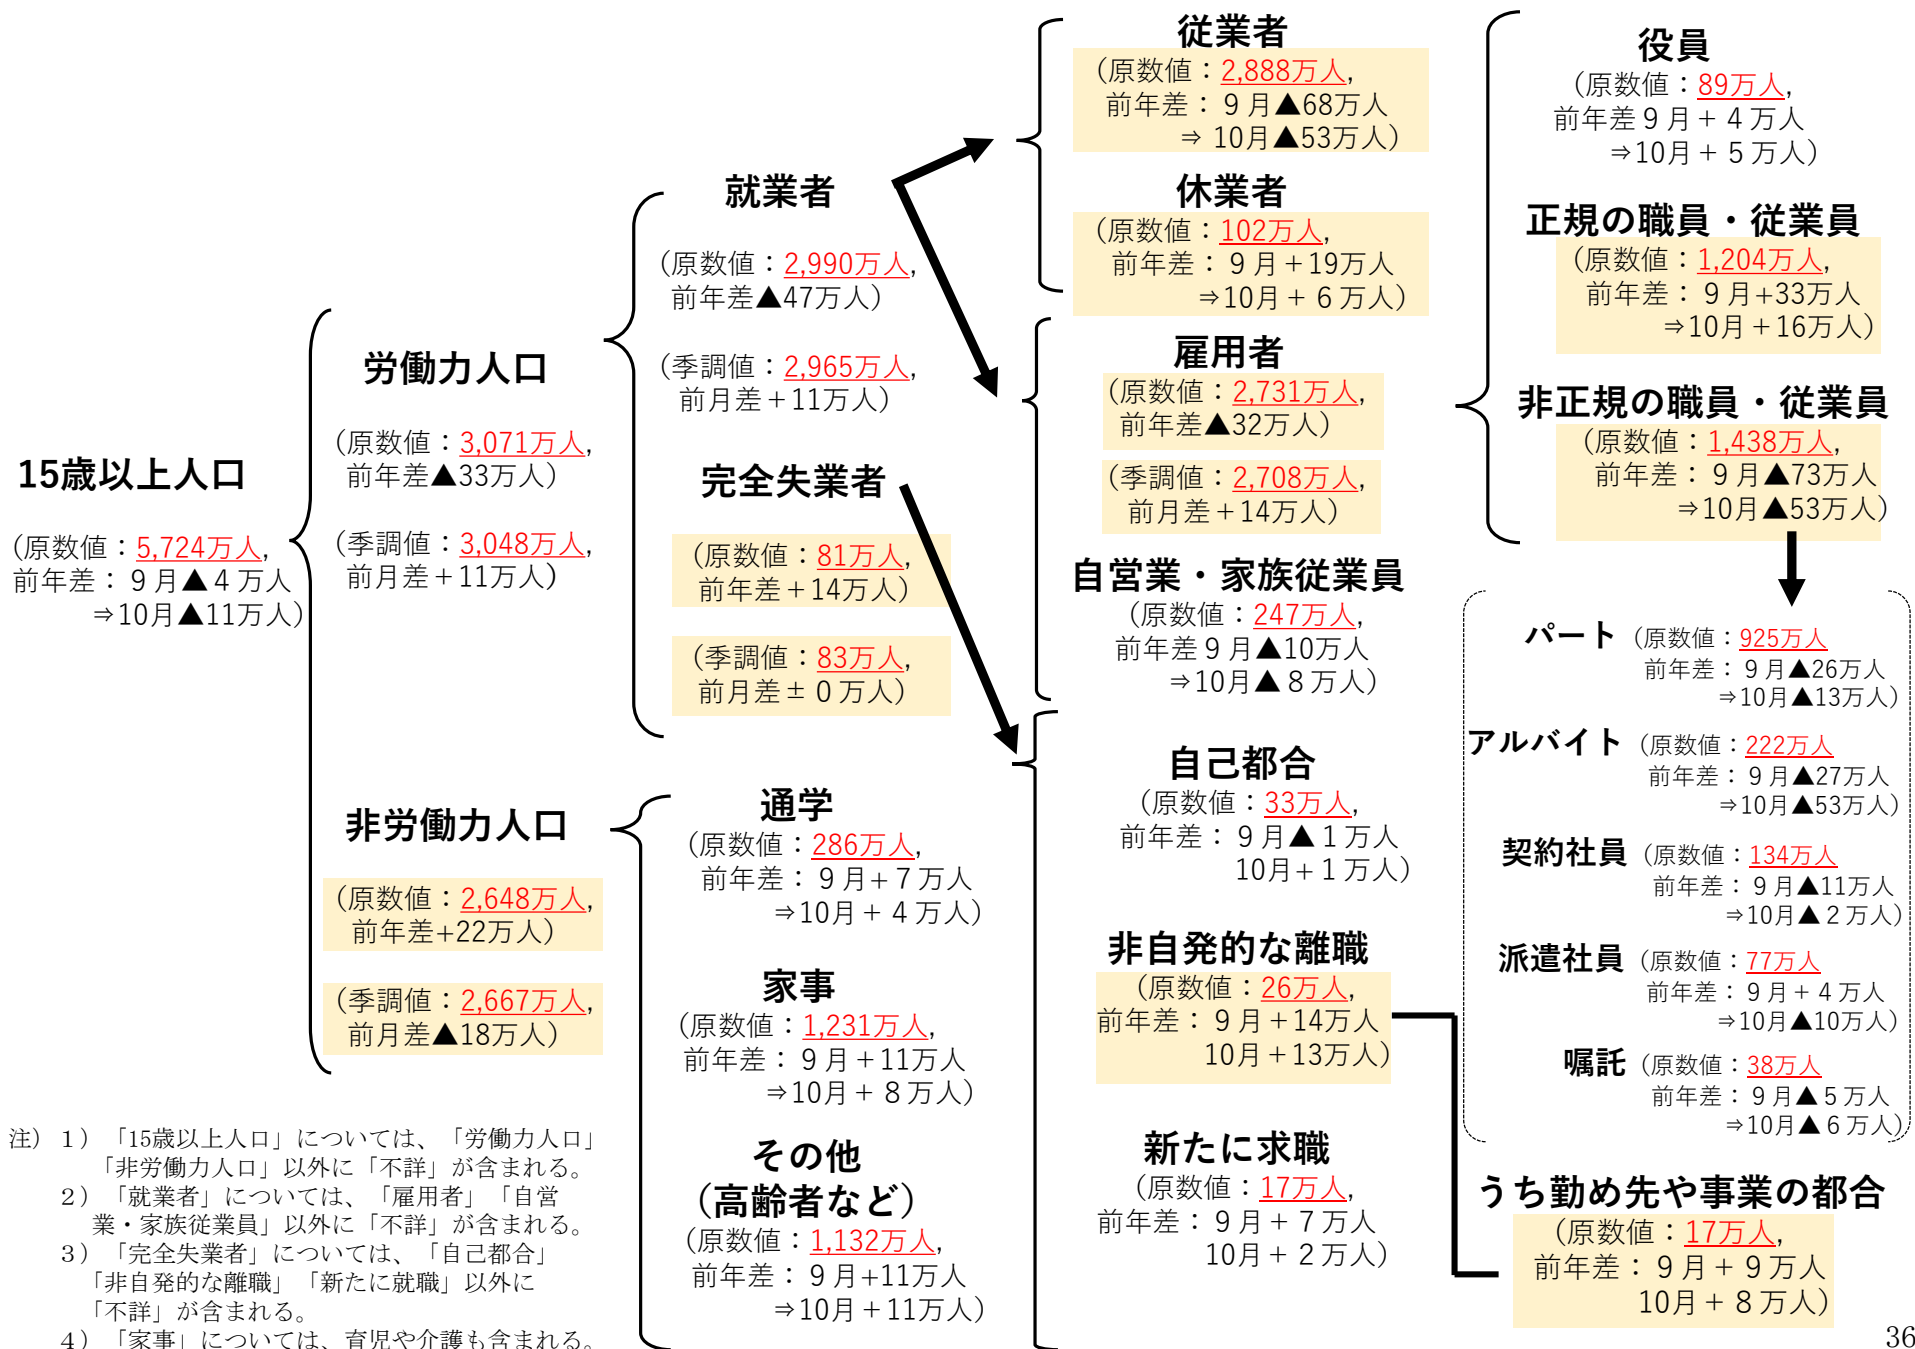 15歳以上人口
(原数値：5,724万人,
前年差：９月▲４万人
⇒10月▲11万人)
労働力人口
(原数値：3,071万人,
前年差▲33万人)
(季調値：3,048万人,
前月差＋11万人)
非労働力人口
(原数値：2,648万人,
前年差+22万人)
(季調値：2,667万人,
前月差▲18万人)
就業者
(原数値：2,990万人,
前年差▲47万人)
(季調値：2,965万人,
前月差＋11万人)
完全失業者
(原数値：81万人,
前年差＋14万人)
(季調値：83万人,
前月差±０万人)
通学
(原数値：286万人,
前年差：９月+７万人
⇒10月＋４万人)
家事
(原数値：1,231万人,
前年差：９月＋11万人
⇒10月＋８万人)
その他
(高齢者など)
(原数値：1,132万人,
前年差：９月+11万人
⇒10月＋11万人)
従業者
(原数値：2,888万人,
前年差：９月▲68万人
⇒ 10月▲53万人)
休業者
(原数値：102万人,
前年差：９月＋19万人
⇒10月＋６万人)
雇用者
(原数値：2,731万人,
前年差▲32万人)
(季調値：2,708万人,
前月差＋14万人)
自営業・家族従業員
(原数値：247万人,
前年差９月▲10万人
⇒10月▲８万人)
自己都合
(原数値：33万人,
前年差：９月▲１万人
10月＋１万人)
非自発的な離職
(原数値：26万人,
前年差：９月＋14万人
10月＋13万人)
新たに求職
(原数値：17万人,
前年差：９月＋７万人
10月＋２万人)
役員
(原数値：89万人,
前年差９月＋４万人
⇒10月＋５万人)
正規の職員・従業員
(原数値：1,204万人,
前年差：９月+33万人
⇒10月＋16万人)
非正規の職員・従業員
(原数値：1,438万人,
前年差：９月▲73万人
⇒10月▲53万人)
パート (原数値：925万人
前年差：９月▲26万人
⇒10月▲13万人)
アルバイト (原数値：222万人
前年差：９月▲27万人
⇒10月▲53万人)
契約社員 (原数値：134万人
前年差：９月▲11万人
⇒10月▲２万人)
派遣社員 (原数値：77万人
前年差：９月＋４万人
⇒10月▲10万人)
嘱託 (原数値：38万人
前年差：９月▲５万人
⇒10月▲６万人)
うち勤め先や事業の都合
(原数値：17万人,
前年差：９月＋９万人
10月＋８万人)
注）１）「15歳以上人口」については、「労働力人口」
「非労働力人口」以外に「不詳」が含まれる。
２）「就業者」については、「雇用者」「自営
業・家族従業員」以外に「不詳」が含まれる。
３）「完全失業者」については、「自己都合」
「非自発的な離職」「新たに就職」以外に
「不詳」が含まれる。
４）「家事」については、育児や介護も含まれる。
36